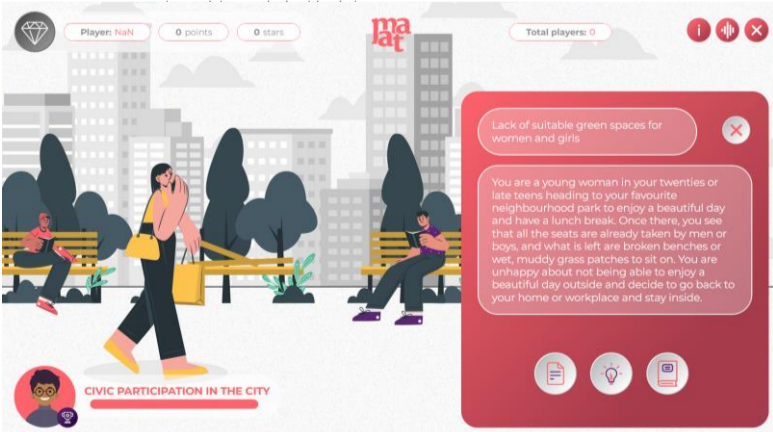 Player: NaN
0 points
0 stars
ma
at
Total players: 0
i
Lack of suitable green spaces for
women and girls
You are a young woman in your twenties or
late teens heading to your favourite
neighbourhood park to enjoy a beautiful day
and have a lunch break. Once there, you see
that all the seats are already taken by men or
boys, and what is left are broken benches or
wet, muddy grass patches to sit on. You are
unhappy about not being able to enjoy a
beautiful day outside and decide to go back to
your home or workplace and stay inside.
CIVIC PARTICIPATION IN THE CITY